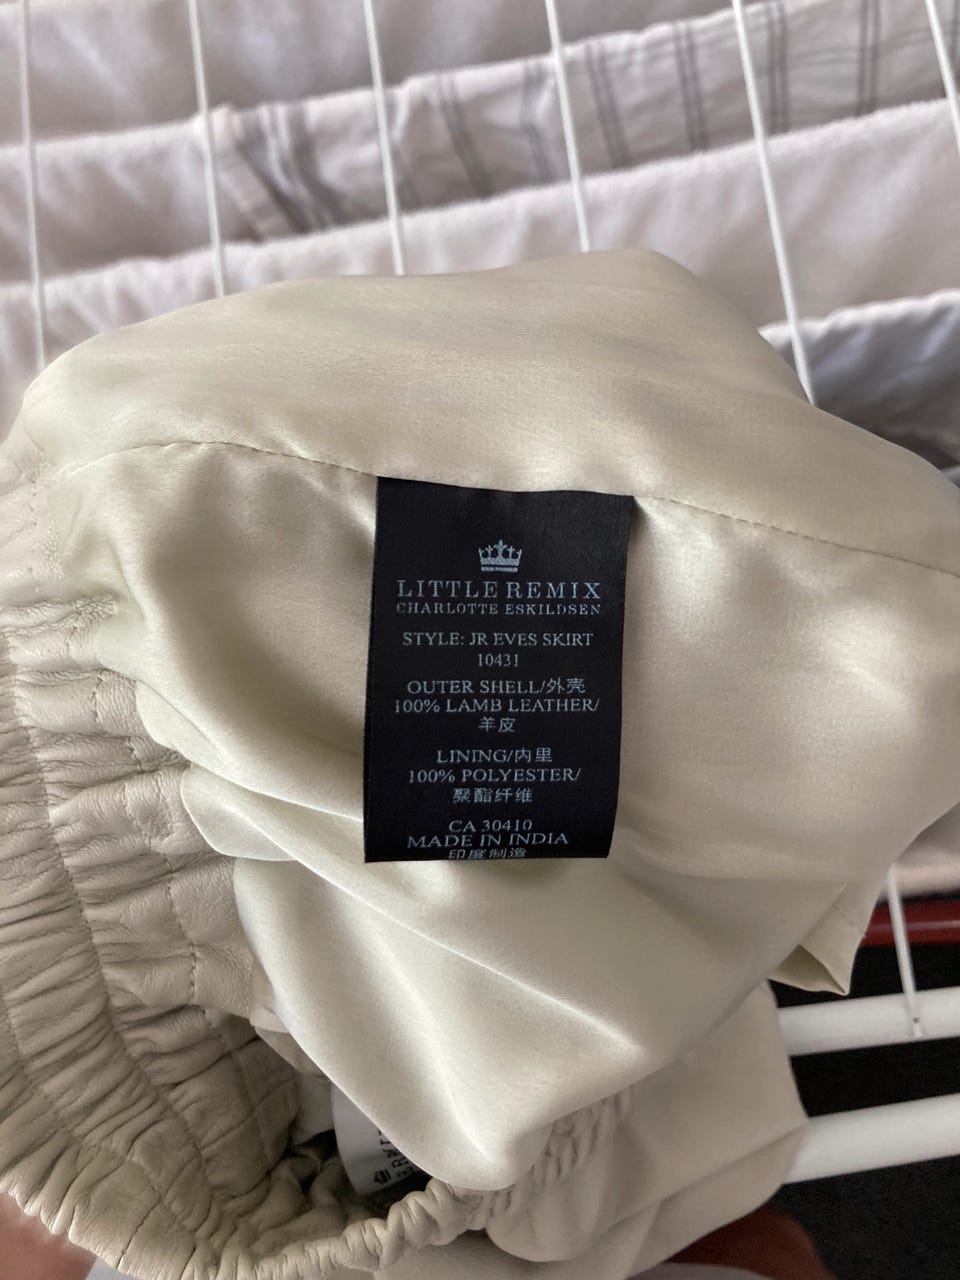 LITTLE REMIX
CHARLOTTE ESKILDSEN
STYLE: JR EVES SKIRT
10431
OUTER SHELL/外壳
100% LAMB LEATHER/
羊皮
LINING/内里
100% POLYESTER/
聚酯纤维
CA 30410
MADE IN INDIA
印度制造